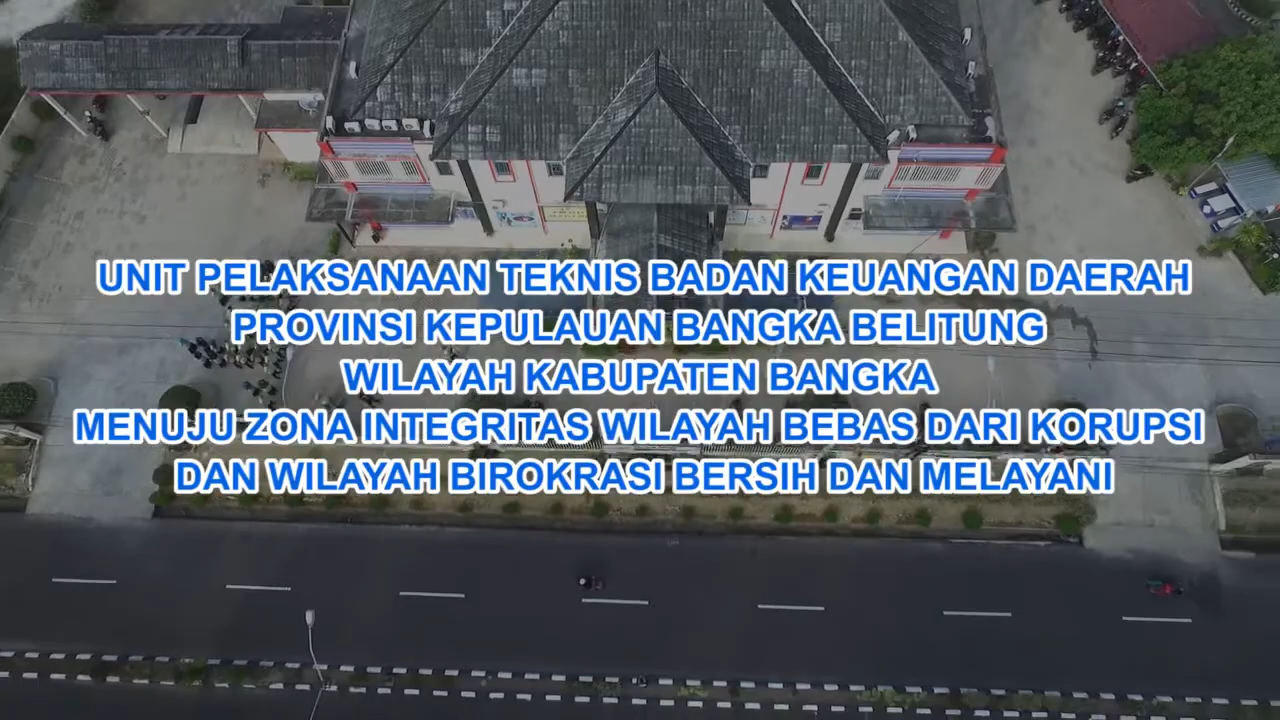 UNIT PELAKSANAAN TEKNIS BADAN KEUANGAN DAERAH
PROVINSI KEPULAUAN BANGKA BELITUNG
WILAYAH KABUPATEN BANGKA
MENUJU ZONA INTEGRITAS WILAYAH BEBAS DARI KORUPSI
DAN WILAYAH BIROKRASI BERSIH DAN MELAYANI